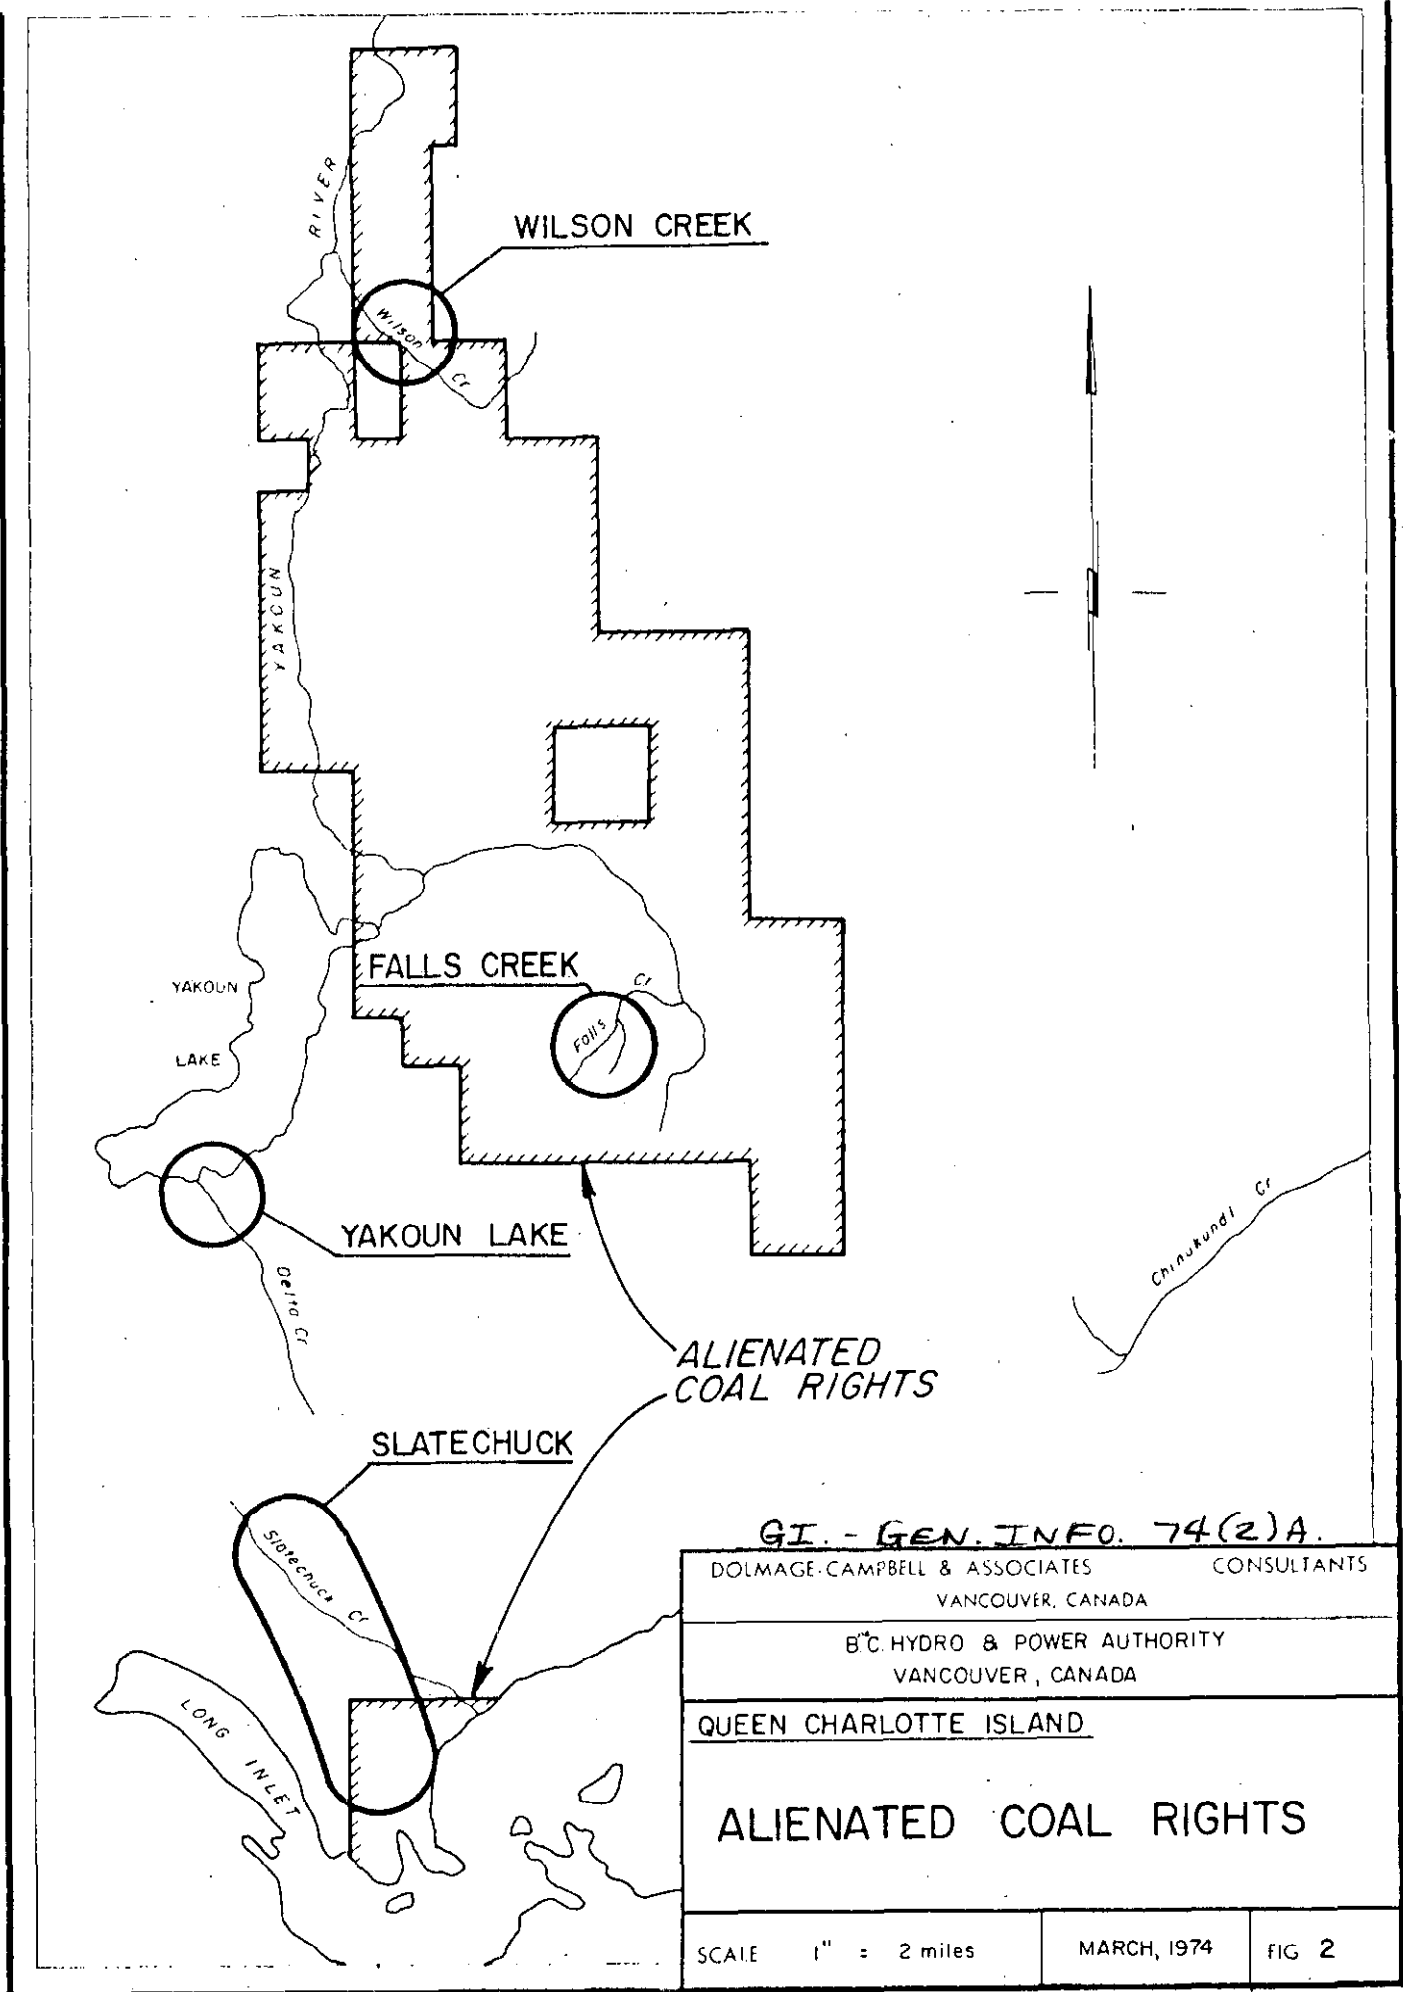 RIVER
WILSON CREEK
Wilson
Cr
YAKOUN
FALLS CREEK
Cr
YAKOUN
Falls
LAKE
Chinukundl Cr
YAKOUN LAKE
Delta Cr
ALIENATED
COAL RIGHTS
SLATECHUCK
Slatechuck Cr
GI. - GEN. INFO. 74(2)A.
DOLMAGE-CAMPBELL & ASSOCIATES CONSULTANTS
VANCOUVER, CANADA
B.C. HYDRO & POWER AUTHORITY
VANCOUVER, CANADA
LONG INLET
QUEEN CHARLOTTE ISLAND
ALIENATED COAL RIGHTS
SCALE 1" = 2 miles
MARCH, 1974
FIG 2